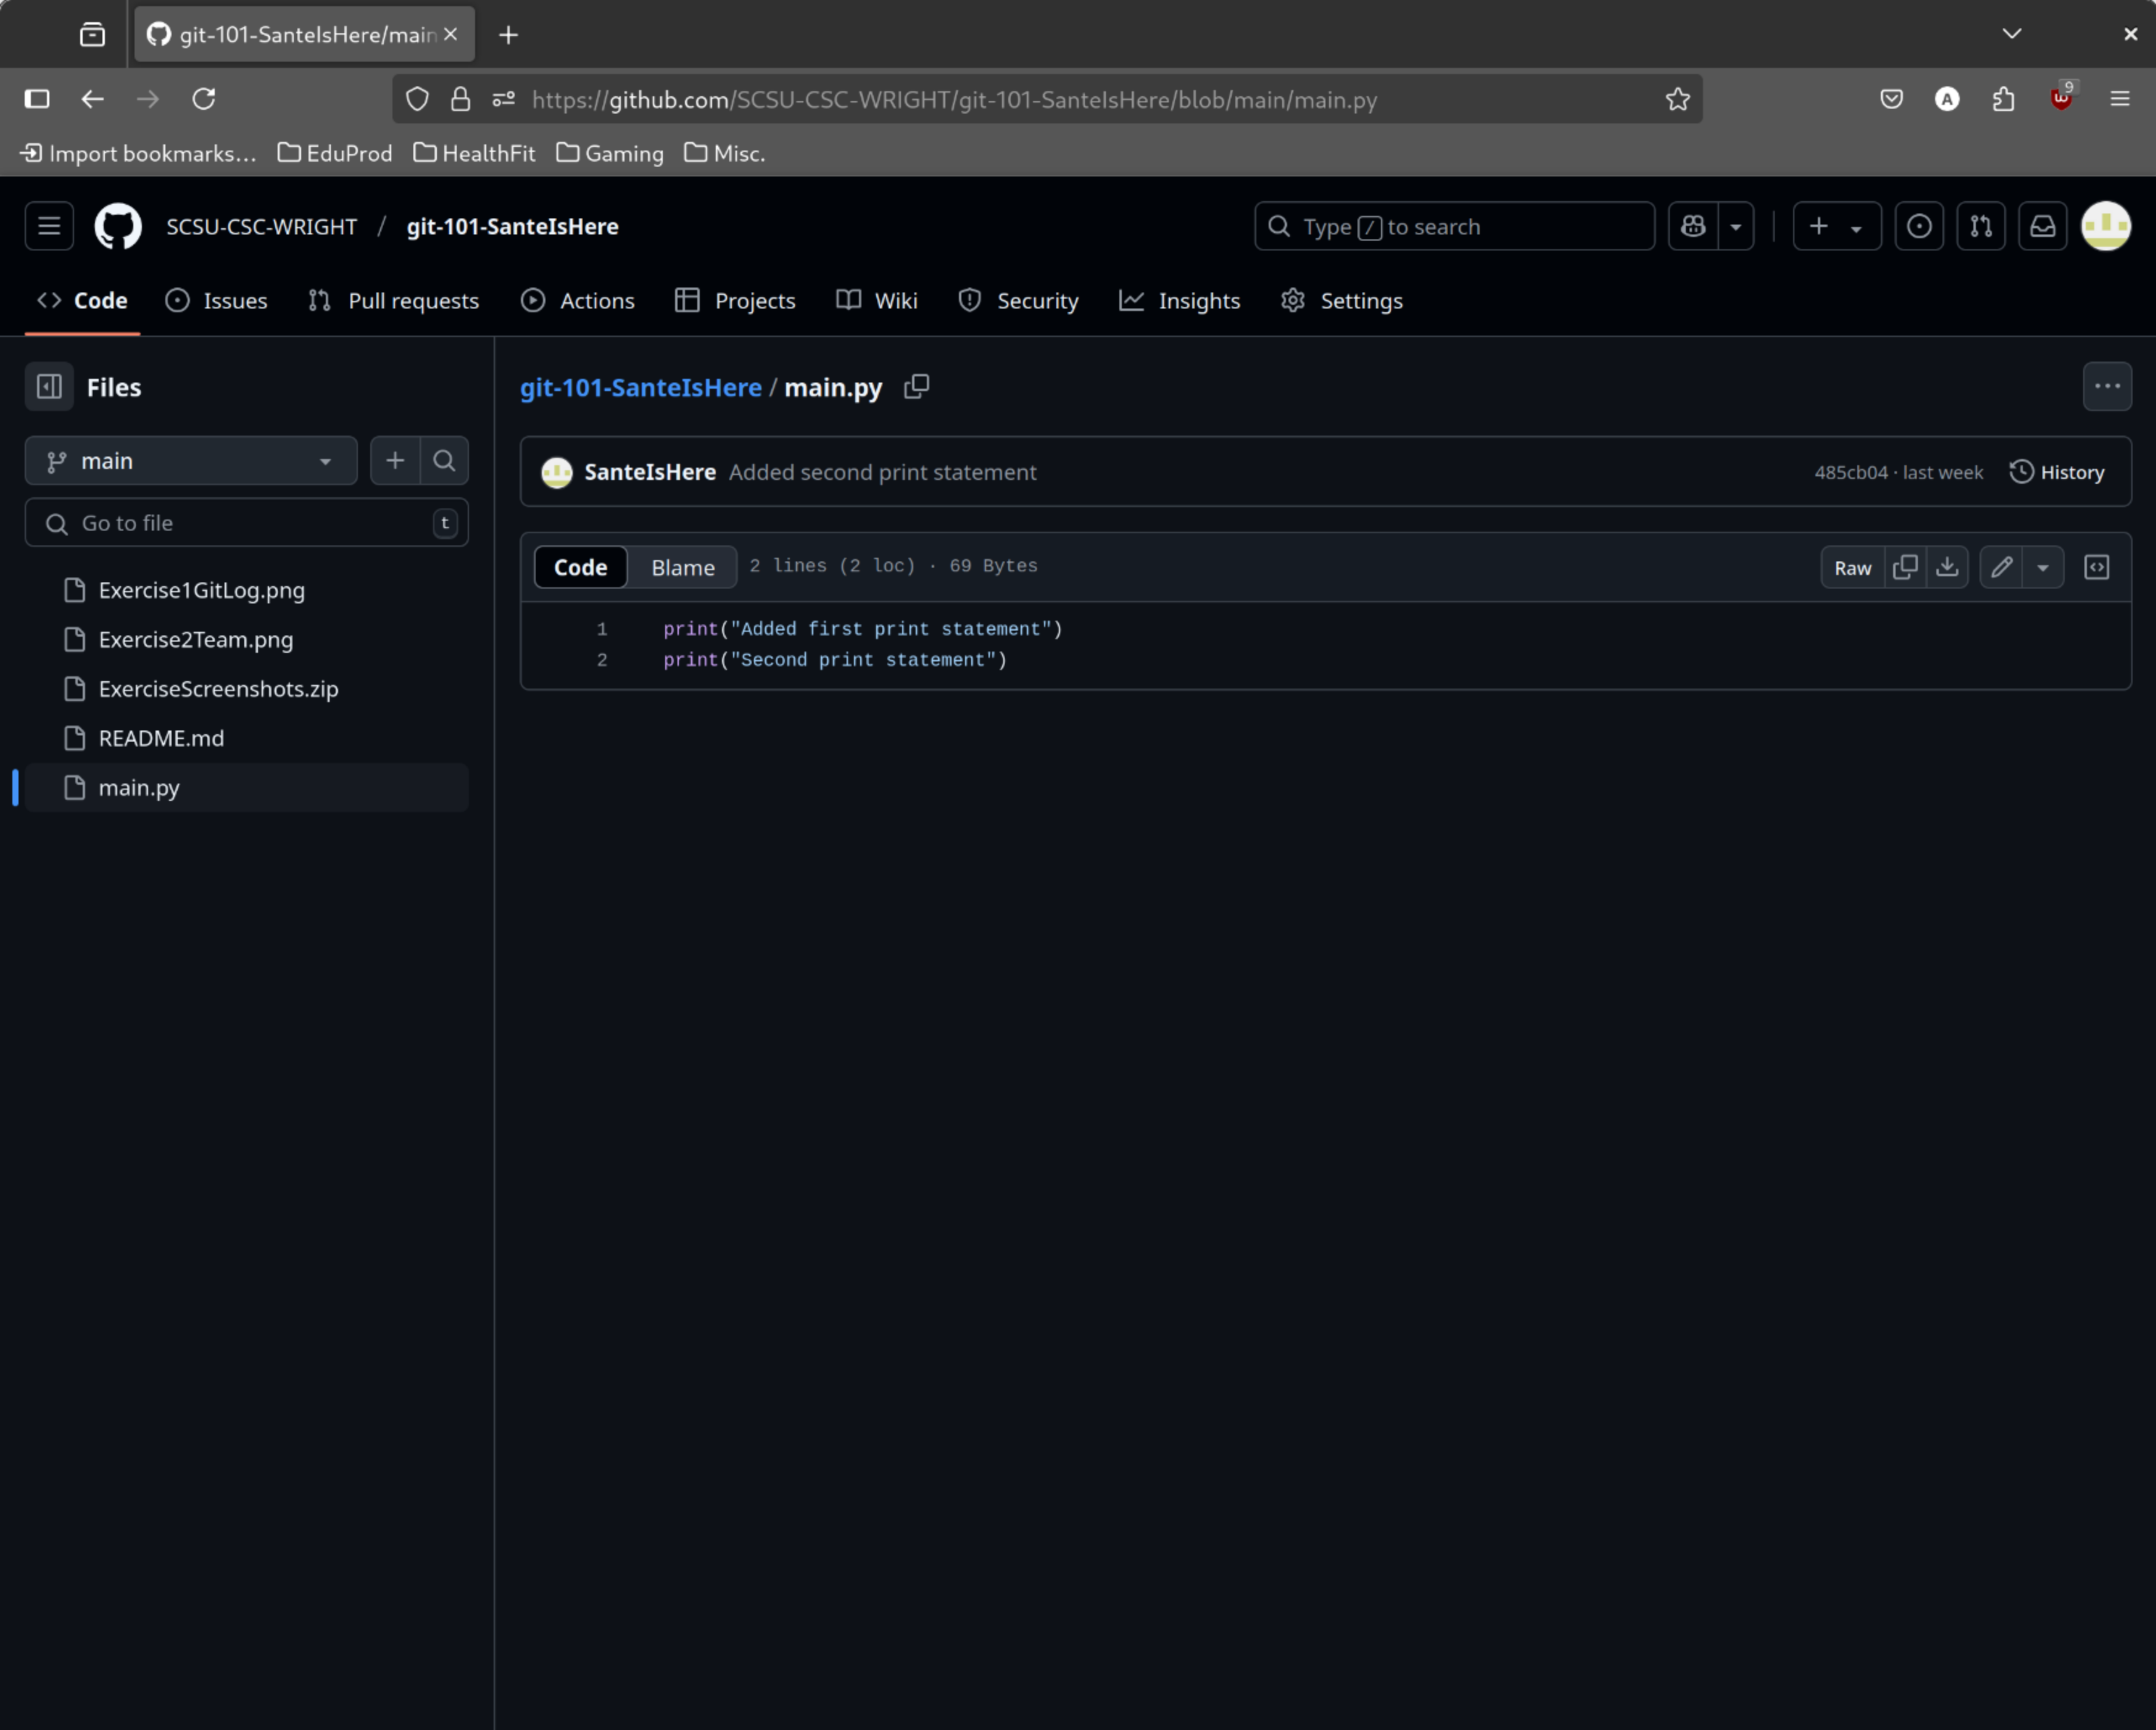 git-101-SanteIsHere/main
https://github.com/SCSU-CSC-WRIGHT/git-101-SanteIsHere/blob/main/main.py
A
9
Import bookmarks... EduProd HealthFit Gaming Misc.
SCSU-CSC-WRIGHT / git-101-SanteIsHere
Type / to search
Code Issues Pull requests Actions Projects Wiki Security Insights Settings
Files
main
Go to file t
Exercise1GitLog.png
Exercise2Team.png
ExerciseScreenshots.zip
README.md
main.py
git-101-SanteIsHere / main.py
SanteIsHere Added second print statement 485cb04 · last week History
Code Blame 2 lines (2 loc) · 69 Bytes Raw
1 print("Added first print statement")
2 print("Second print statement")